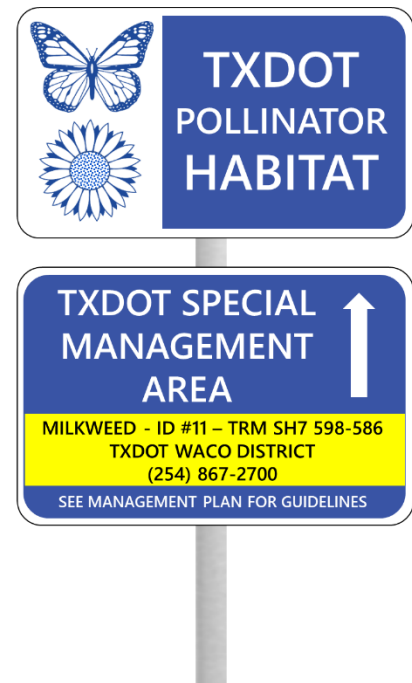 TXDOT
POLLINATOR
HABITAT
TXDOT SPECIAL
MANAGEMENT
AREA
MILKWEED - ID #11 – TRM SH7 598-586
TXDOT WACO DISTRICT
(254) 867-2700
SEE MANAGEMENT PLAN FOR GUIDELINES